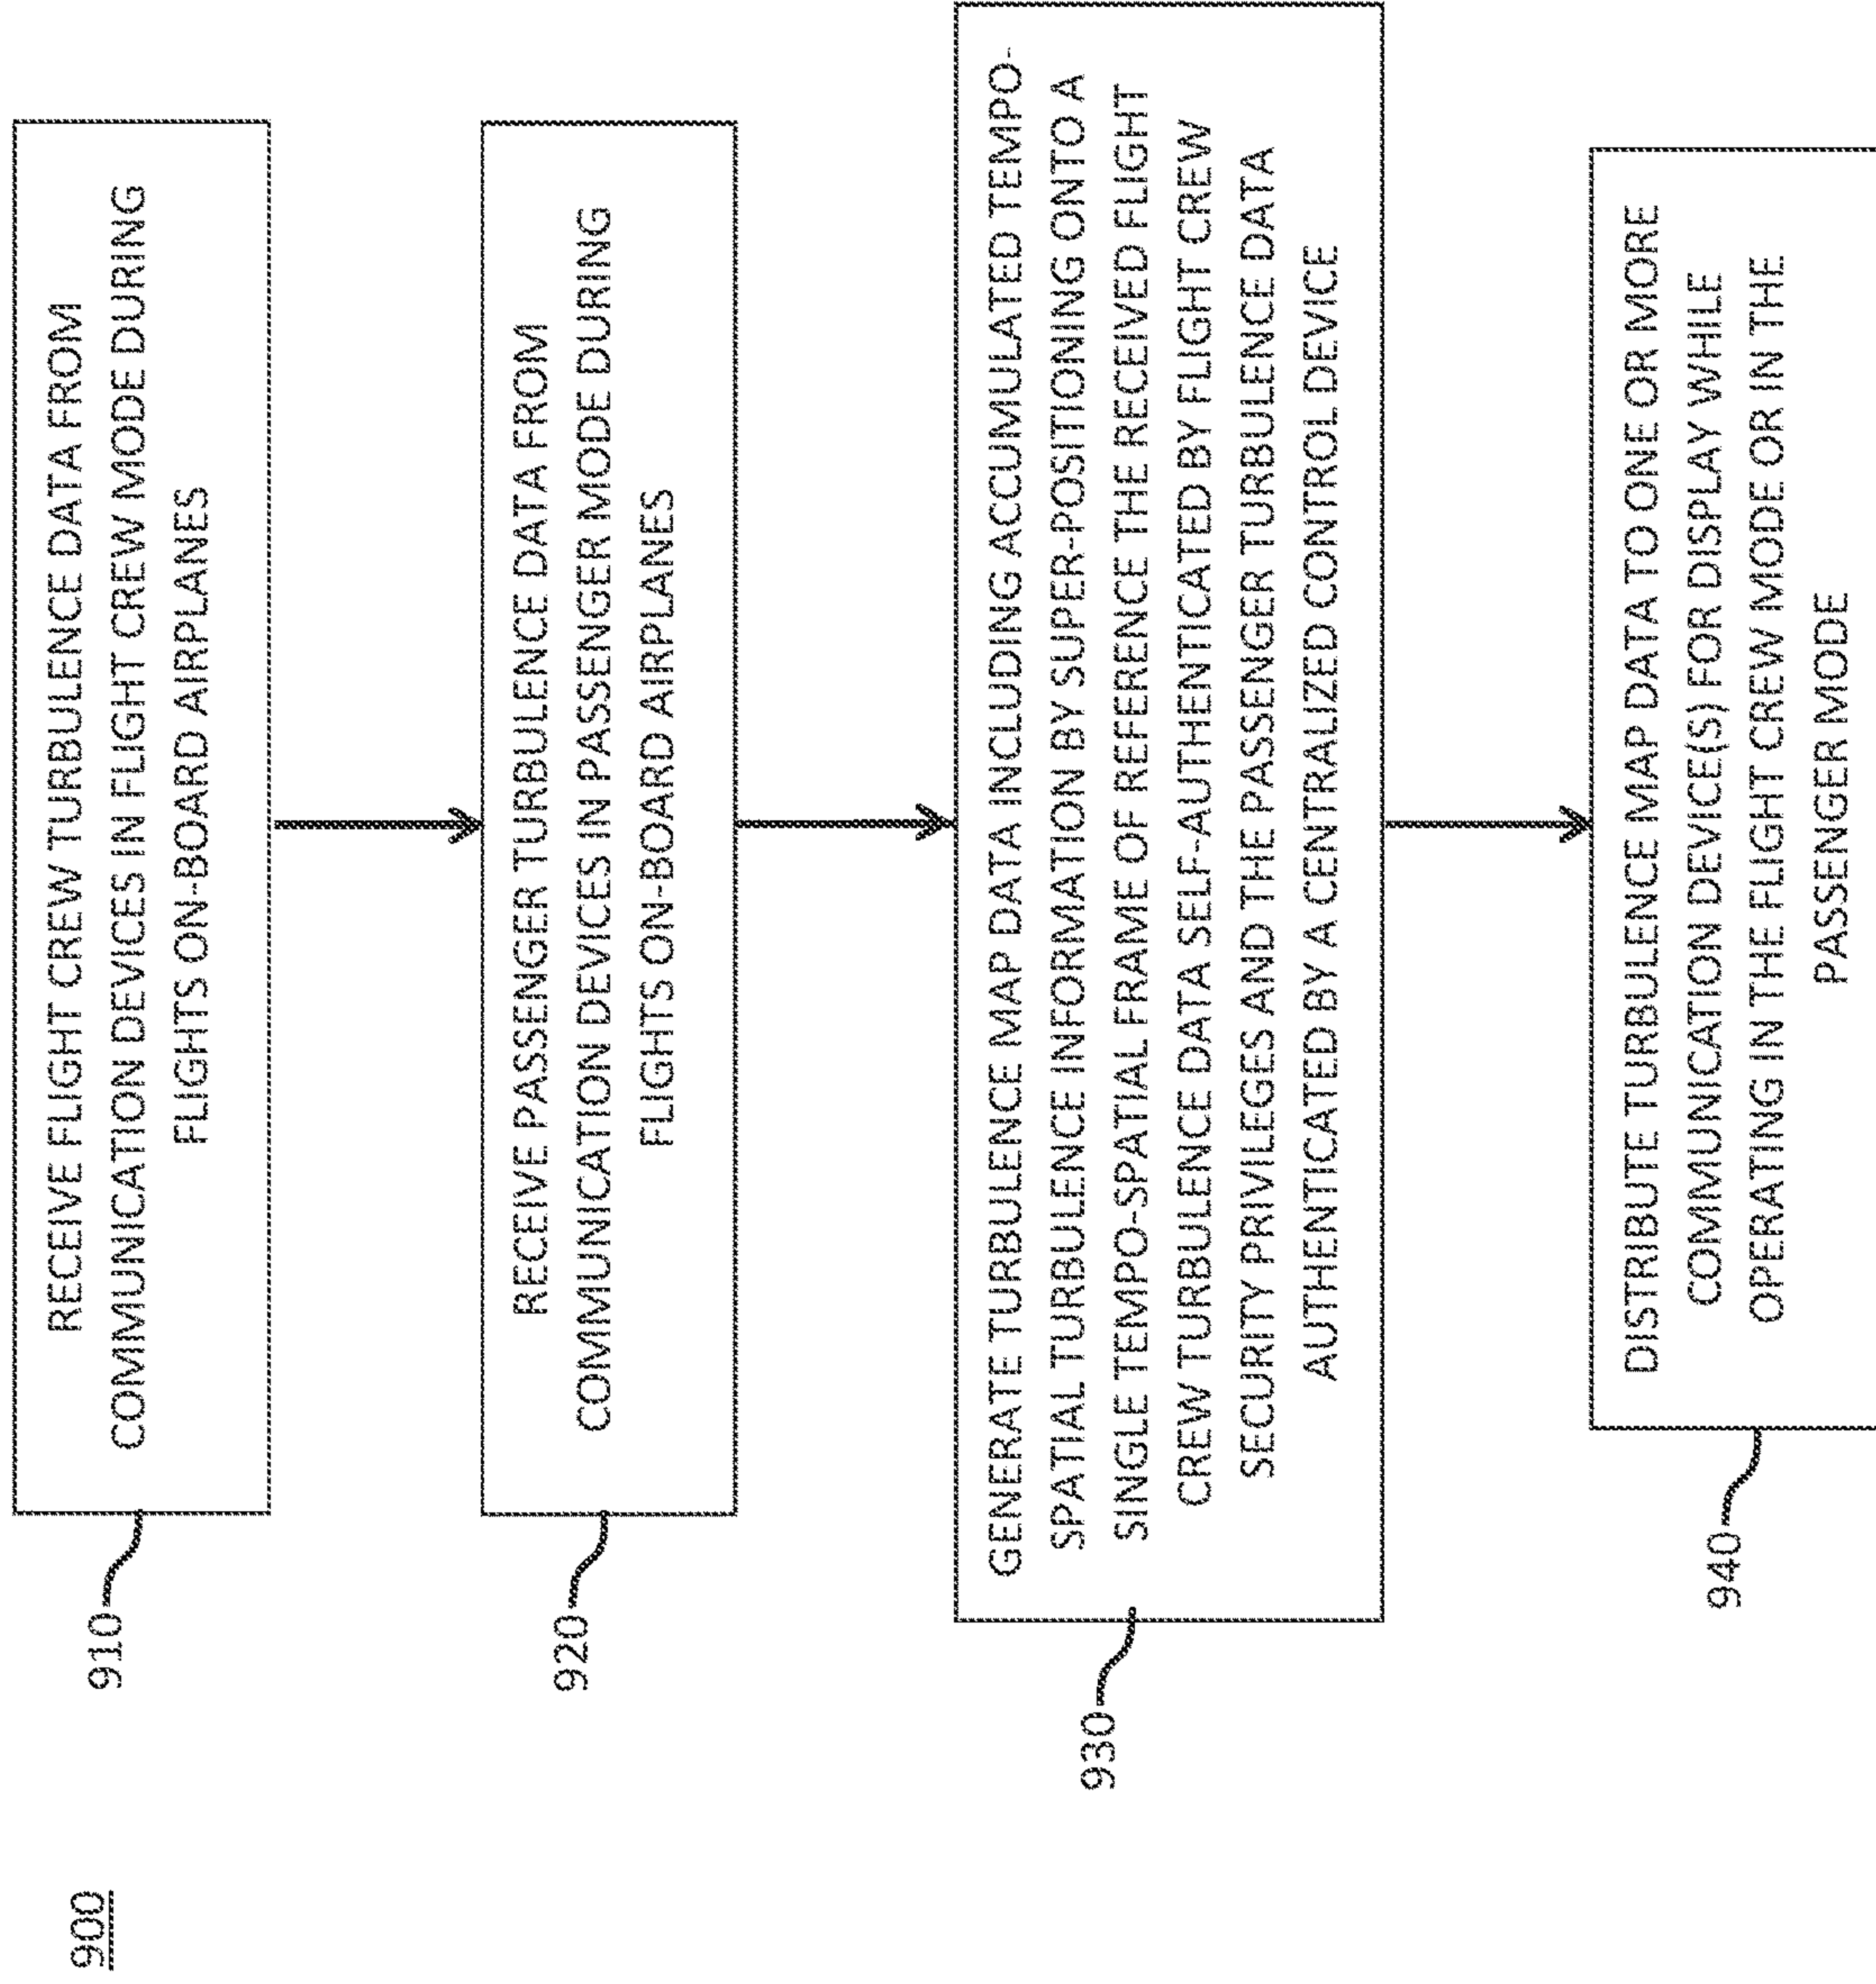 900
910
RECEIVE FLIGHT CREW TURBULENCE DATA FROM
COMMUNICATION DEVICES IN FLIGHT CREW MODE DURING
FLIGHTS ON-BOARD AIRPLANES
920
RECEIVE PASSENGER TURBULENCE DATA FROM
COMMUNICATION DEVICES IN PASSENGER MODE DURING
FLIGHTS ON-BOARD AIRPLANES
930
GENERATE TURBULENCE MAP DATA INCLUDING ACCUMULATED TEMPO-
SPATIAL TURBULENCE INFORMATION BY SUPER-POSITIONING ONTO A
SINGLE TEMPO-SPATIAL FRAME OF REFERENCE THE RECEIVED FLIGHT
CREW TURBULENCE DATA SELF-AUTHENTICATED BY FLIGHT CREW
SECURITY PRIVILEGES AND THE PASSENGER TURBULENCE DATA
AUTHENTICATED BY A CENTRALIZED CONTROL DEVICE
940
DISTRIBUTE TURBULENCE MAP DATA TO ONE OR MORE
COMMUNICATION DEVICE(S) FOR DISPLAY WHILE
OPERATING IN THE FLIGHT CREW MODE OR IN THE
PASSENGER MODE